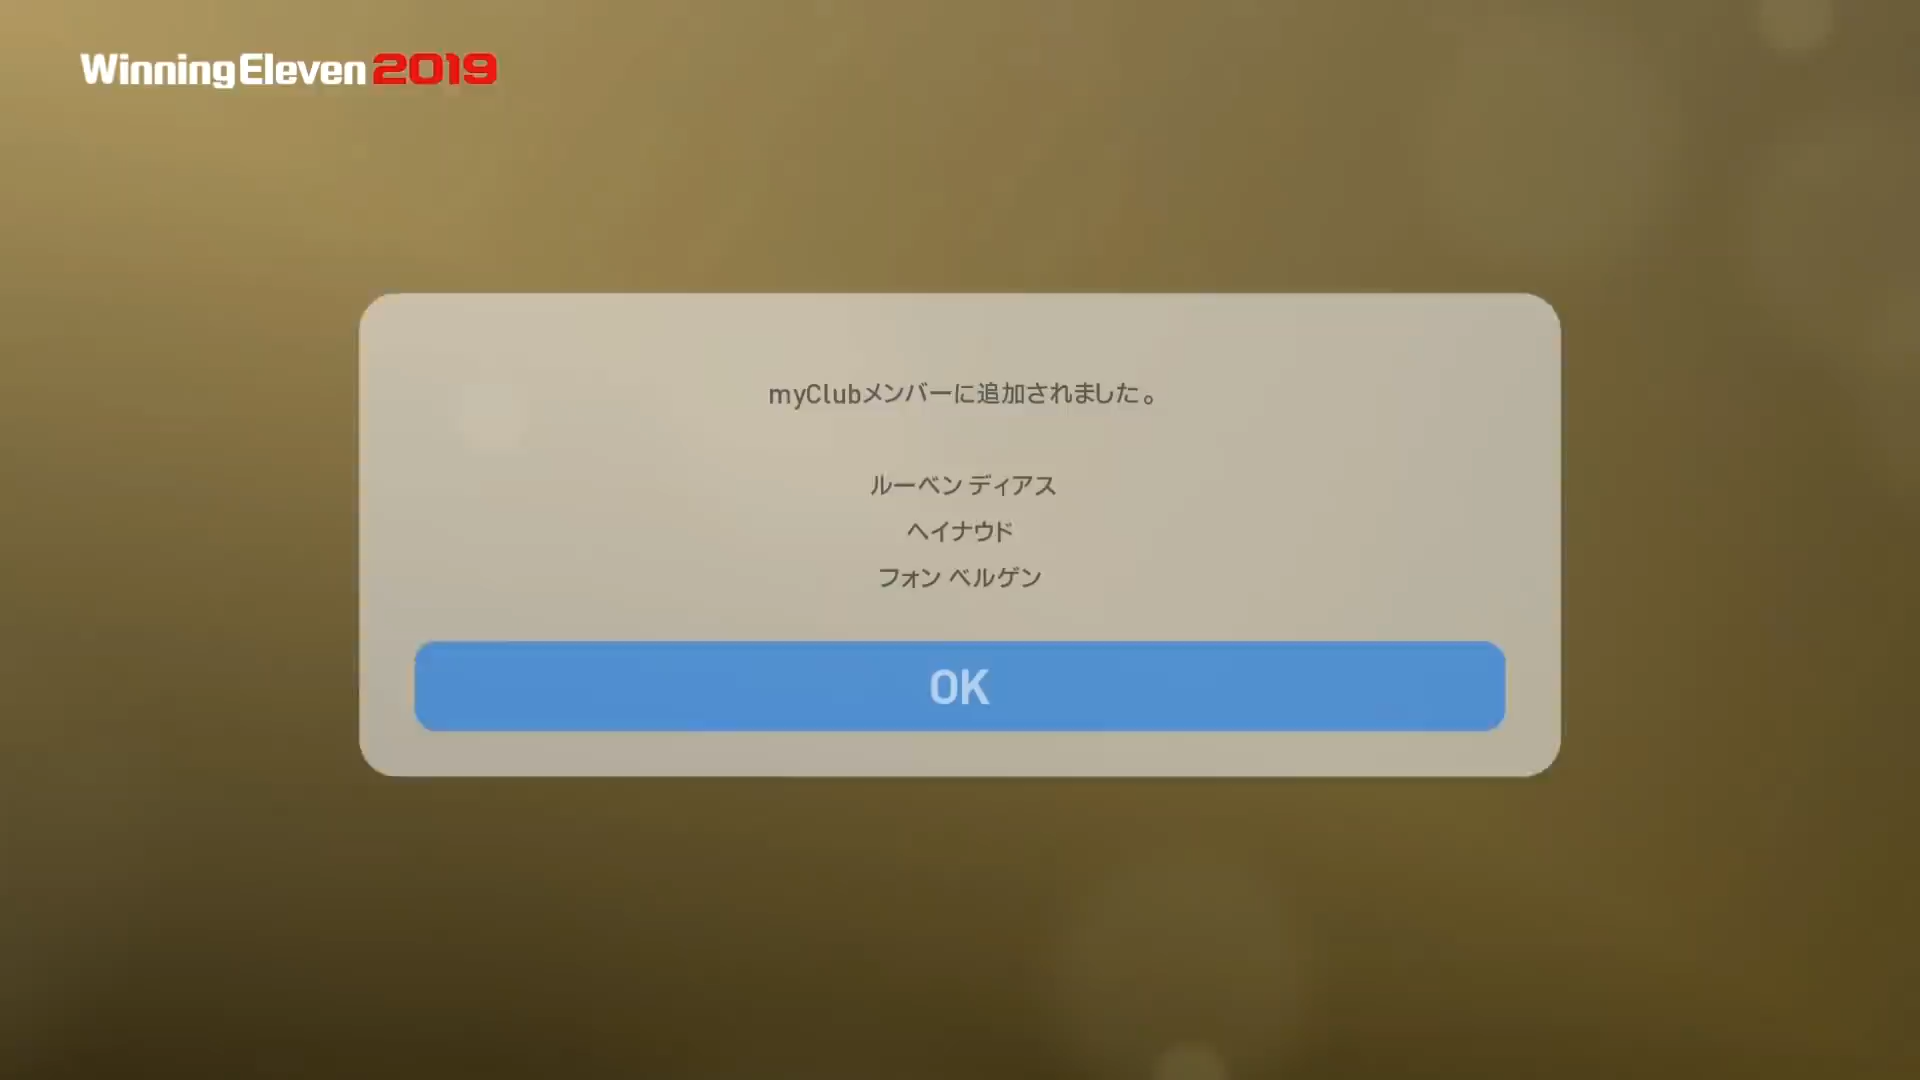 WinningEleven 2019
myClubメンバーに追加されました。
ルーベン ディアス
ヘイナウド
フォン ベルゲン
OK